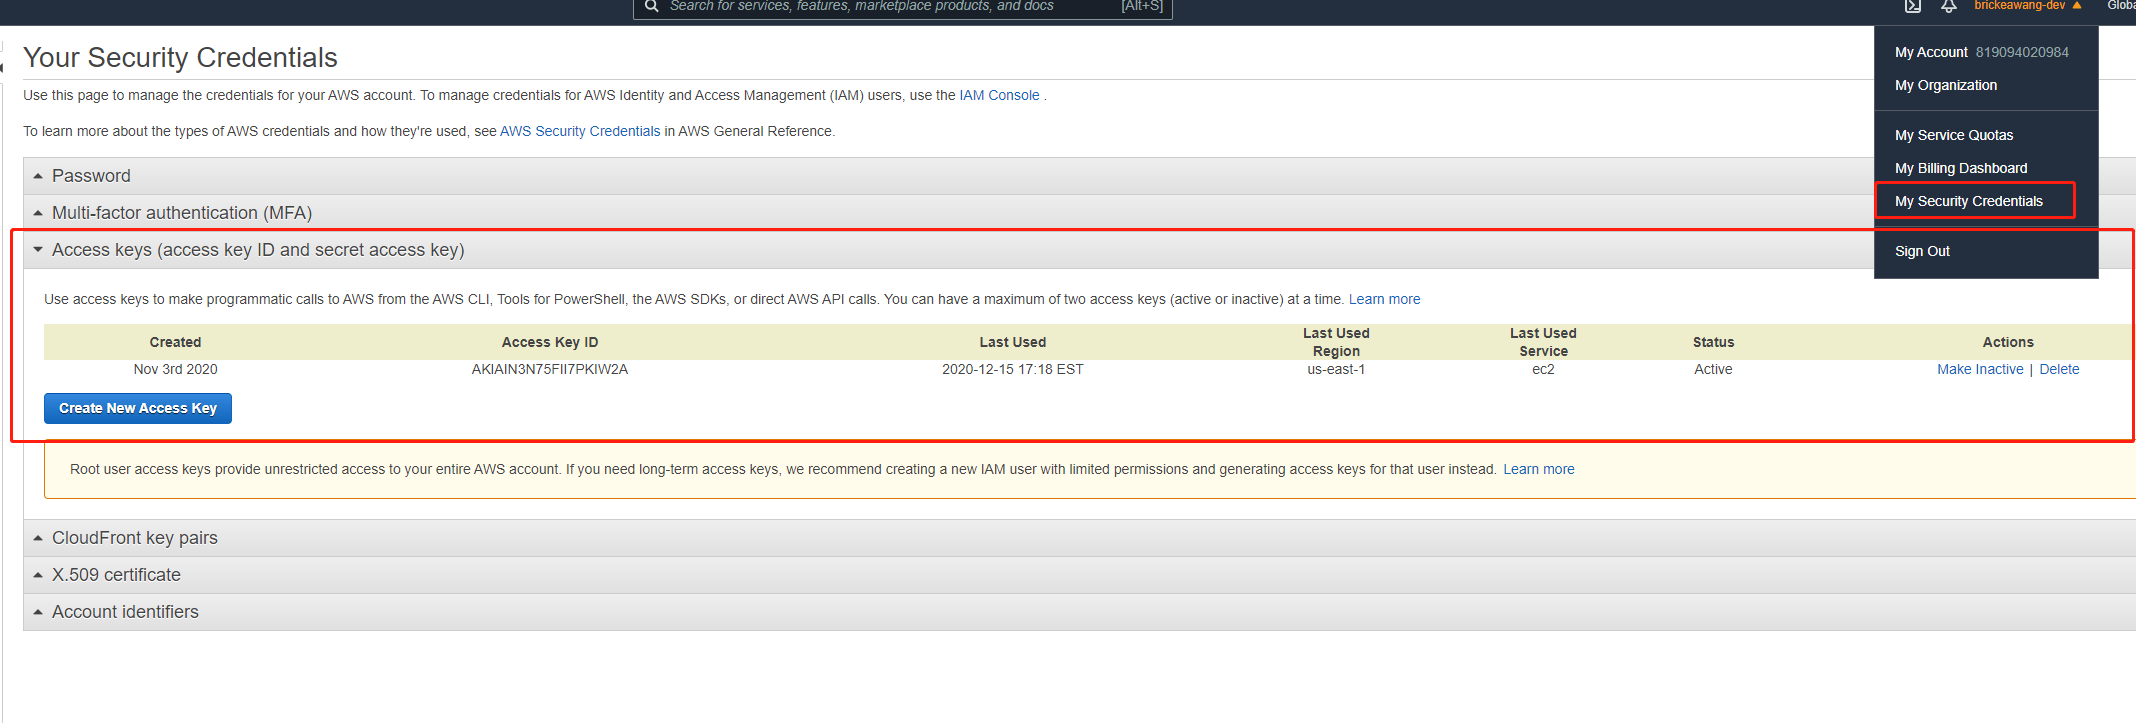 Search for services, features, marketplace products, and docs [Alt+S] brickeawang-dev
Your Security Credentials
My Account 819094020984
My Organization
Use this page to manage the credentials for your AWS account. To manage credentials for AWS Identity and Access Management (IAM) users, use the IAM Console .
To learn more about the types of AWS credentials and how they're used, see AWS Security Credentials in AWS General Reference.
My Service Quotas
My Billing Dashboard
My Security Credentials
Sign Out
Password
Multi-factor authentication (MFA)
Access keys (access key ID and secret access key)
Use access keys to make programmatic calls to AWS from the AWS CLI, Tools for PowerShell, the AWS SDKs, or direct AWS API calls. You can have a maximum of two access keys (active or inactive) at a time. Learn more
Created Access Key ID Last Used Last Used Region Last Used Service Status Actions
Nov 3rd 2020 AKIAIN3N75FII7PKIW2A 2020-12-15 17:18 EST us-east-1 ec2 Active Make Inactive | Delete
Create New Access Key
Root user access keys provide unrestricted access to your entire AWS account. If you need long-term access keys, we recommend creating a new IAM user with limited permissions and generating access keys for that user instead. Learn more
CloudFront key pairs
X.509 certificate
Account identifiers